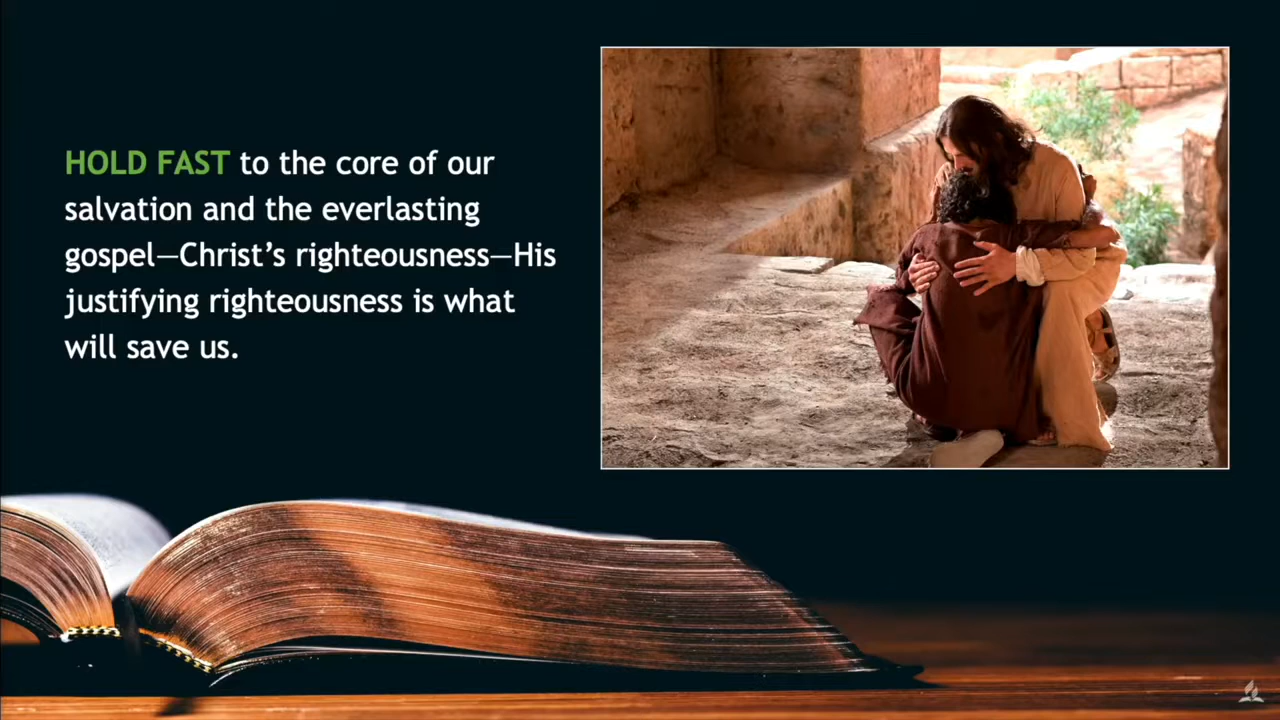 HOLD FAST to the core of our
salvation and the everlasting
gospel—Christ’s righteousness—His
justifying righteousness is what
will save us.